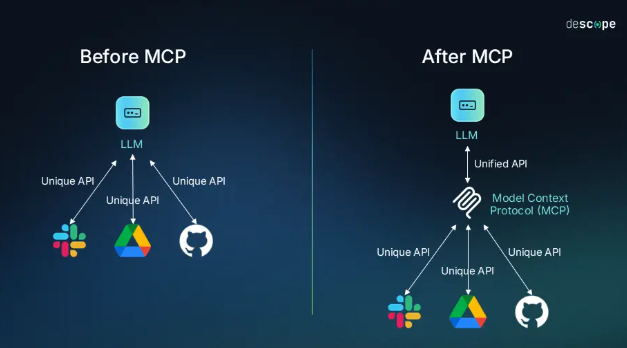 descope
Before MCP
LLM
Unique API
Unique API
Unique API
After MCP
LLM
Unified API
Model Context
Protocol (MCP)
Unique API
Unique API
Unique API